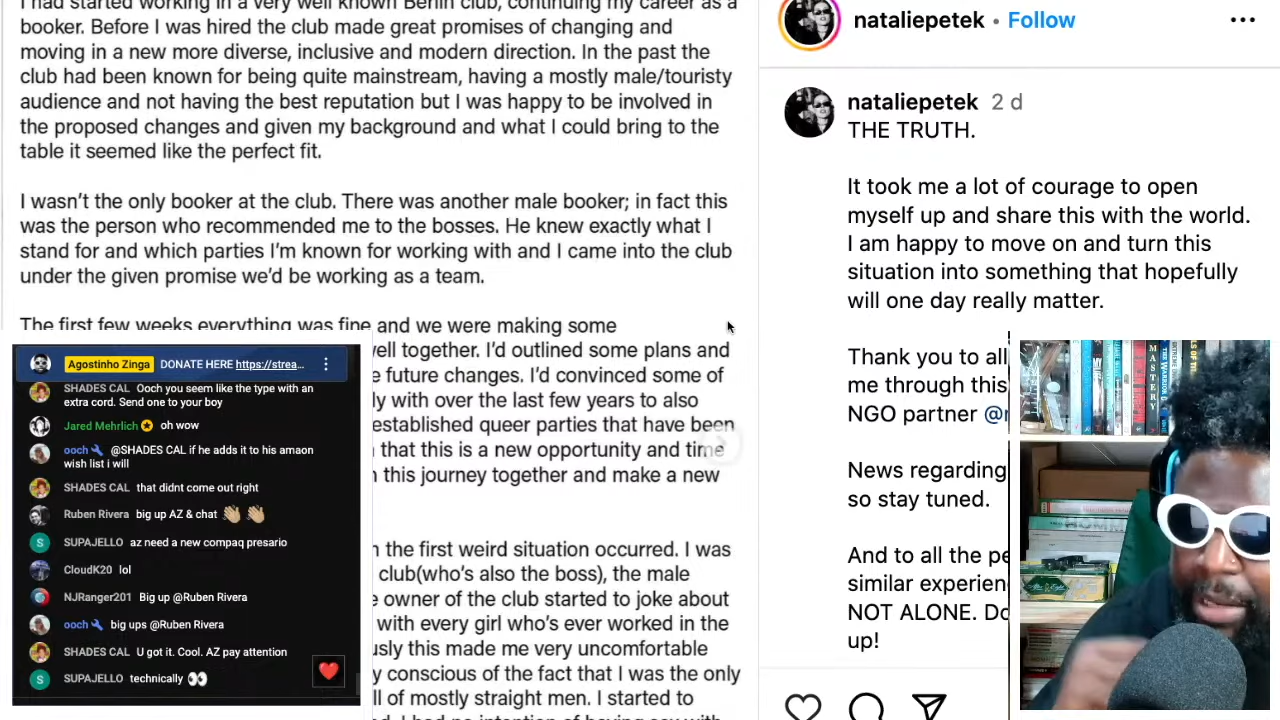 I had started working in a very well known Berlin club, continuing my career as a
booker. Before I was hired the club made great promises of changing and
moving in a new more diverse, inclusive and modern direction. In the past the
club had been known for being quite mainstream, having a mostly male/touristy
audience and not having the best reputation but I was happy to be involved in
the proposed changes and given my background and what I could bring to the
table it seemed like the perfect fit.
I wasn't the only booker at the club. There was another male booker; in fact this
was the person who recommended me to the bosses. He knew exactly what I
stand for and which parties I'm known for working with and I came into the club
under the given promise we'd be working as a team.
The first few weeks everything was fine and we were making some
well together. I'd outlined some plans and
future changes. I'd convinced some of
with over the last few years to also
established queer parties that have been
that this is a new opportunity and time
this journey together and make a new
the first weird situation occurred. I was
club(who's also the boss), the male
owner of the club started to joke about
with every girl who's ever worked in the
this made me very uncomfortable
conscious of the fact that I was the only
of mostly straight men. I started to
I had no intention of having sex with
Agostinho Zinga DONATE HERE https://strea...
SHADES CAL Ooch you seem like the type with an
extra cord. Send one to your boy
Jared Mehrlich oh wow
ooch @SHADES CAL if he adds it to his amaon
wish list i will
SHADES CAL that didnt come out right
Ruben Rivera big up AZ & chat 👏🏽 👏🏽
S SUPAJELLO az need a new compaq presario
CloudK20 lol
NJRanger201 Big up @Ruben Rivera
ooch big ups @Ruben Rivera
SHADES CAL U got it. Cool. AZ pay attention
S SUPAJELLO technically 👀
nataliepetek • Follow
nataliepetek 2 d
THE TRUTH.
It took me a lot of courage to open
myself up and share this with the world.
I am happy to move on and turn this
situation into something that hopefully
will one day really matter.
Thank you to all
me through this
NGO partner
News regarding
so stay tuned.
And to all the
similar
NOT ALONE.
up!
MASTERY